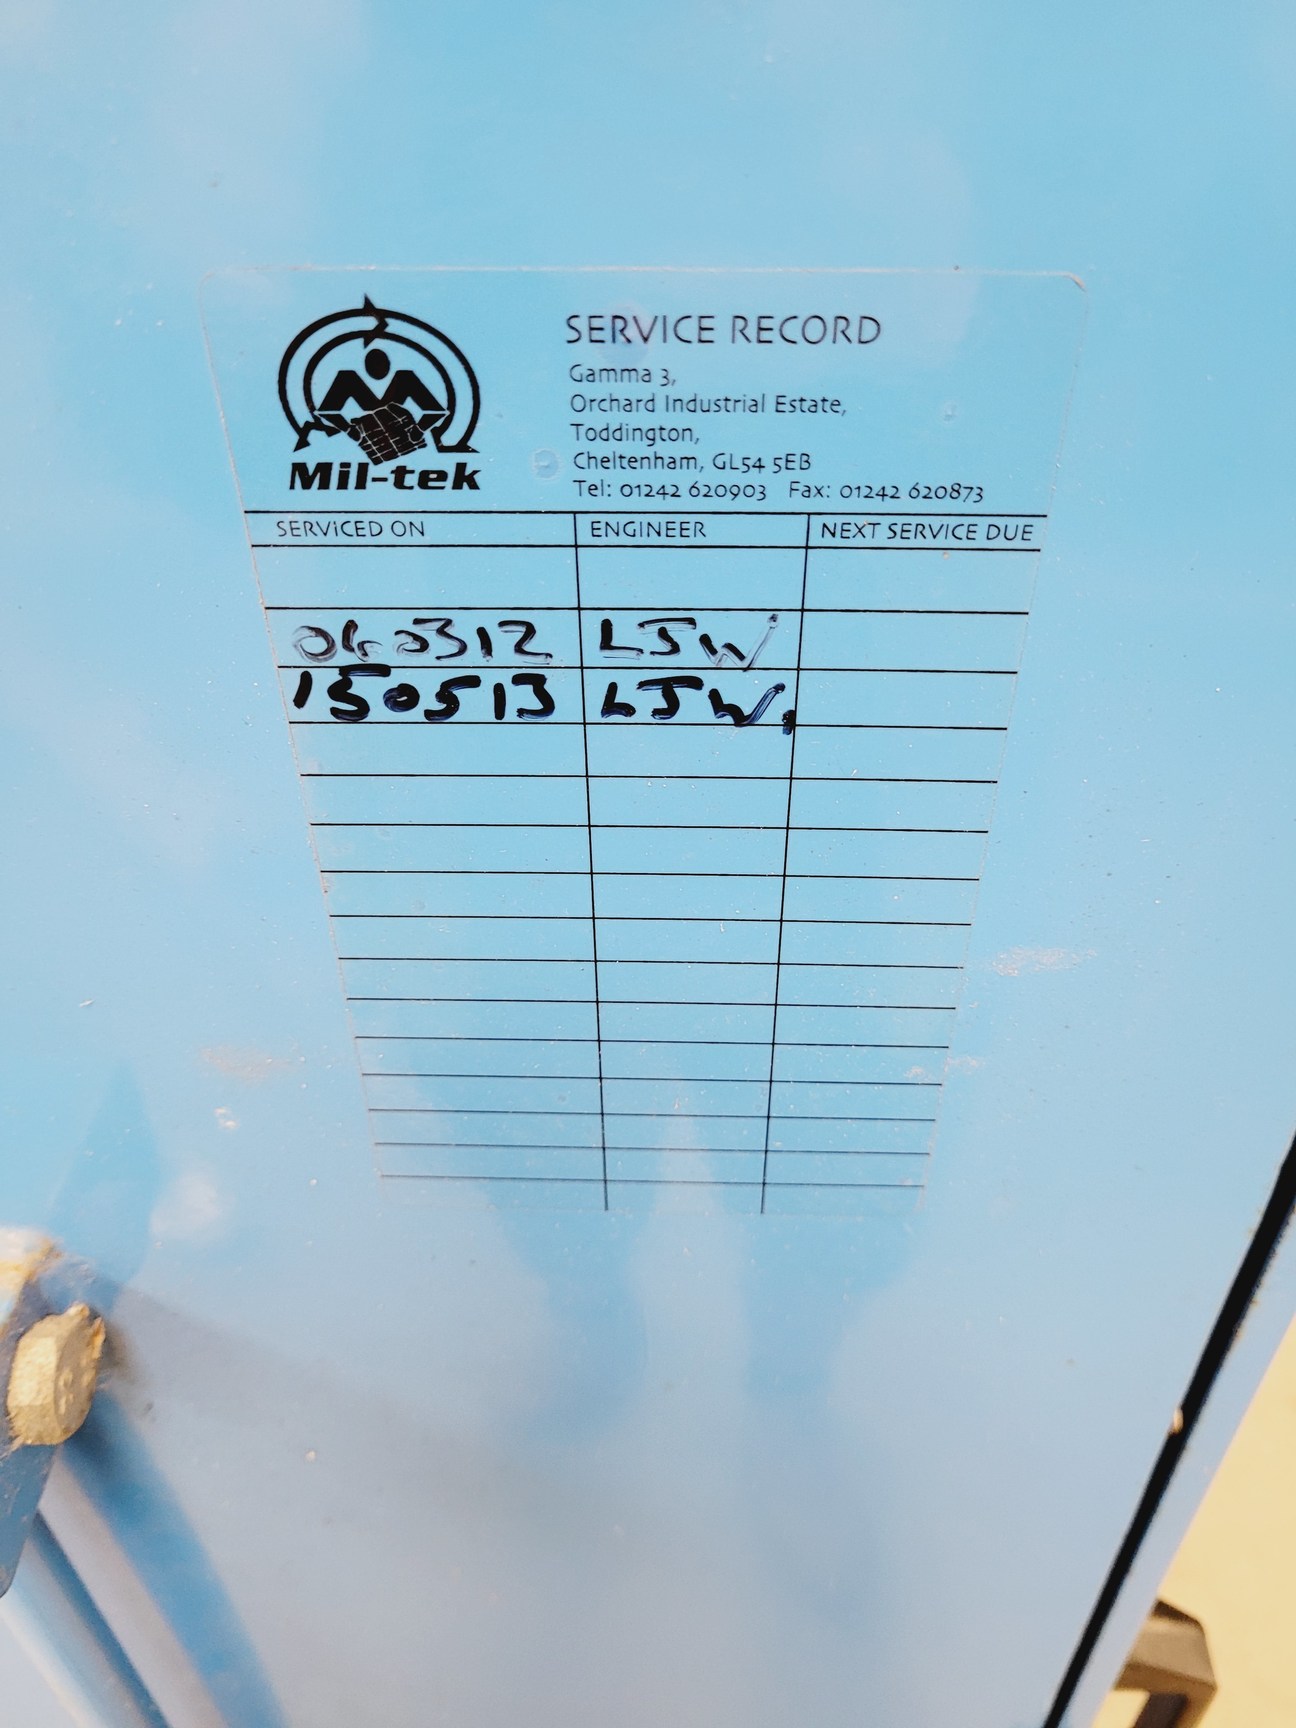 Mil-tek
SERVICE RECORD
Gamma 3,
Orchard Industrial Estate,
Toddington,
Cheltenham, GL54 5EB
Tel: 01242 620903 Fax: 01242 620873
SERVICED ON ENGINEER NEXT SERVICE DUE
040312 LJW
150513 LJW.